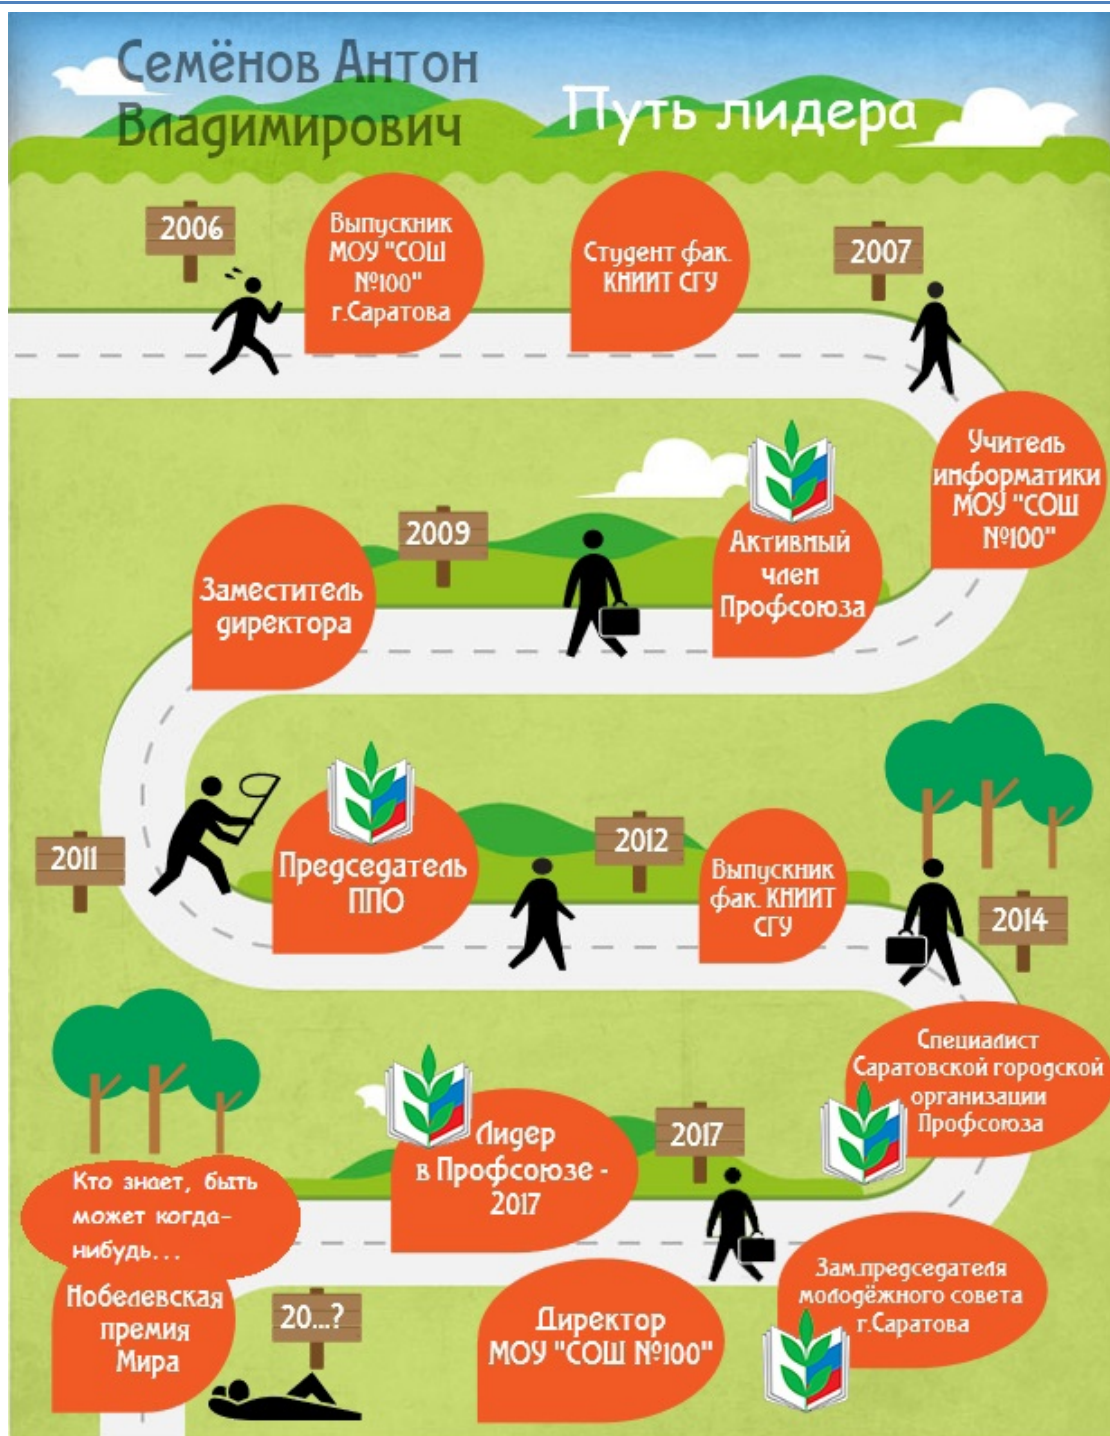 Семёнов Антон
Владимирович
Путь лидера
2006
Выпускник
МОУ "СОШ
№100"
г.Саратова
Студент фак.
КНИИТ СГУ
2007
Учитель
информатики
МОУ "СОШ
№100"
Активный
член
Профсоюза
2009
Заместитель
директора
2011
Председатель
ППО
2012
Выпускник
фак. КНИИТ
СГУ
2014
Специалист
Саратовской городской
организации
Профсоюза
Зам.председателя
молодёжного совета
г.Саратова
2017
Лидер
в Профсоюзе -
2017
Директор
МОУ "СОШ №100"
20...?
Кто знает, быть
может когда-
нибудь...
Нобелевская
премия
Мира